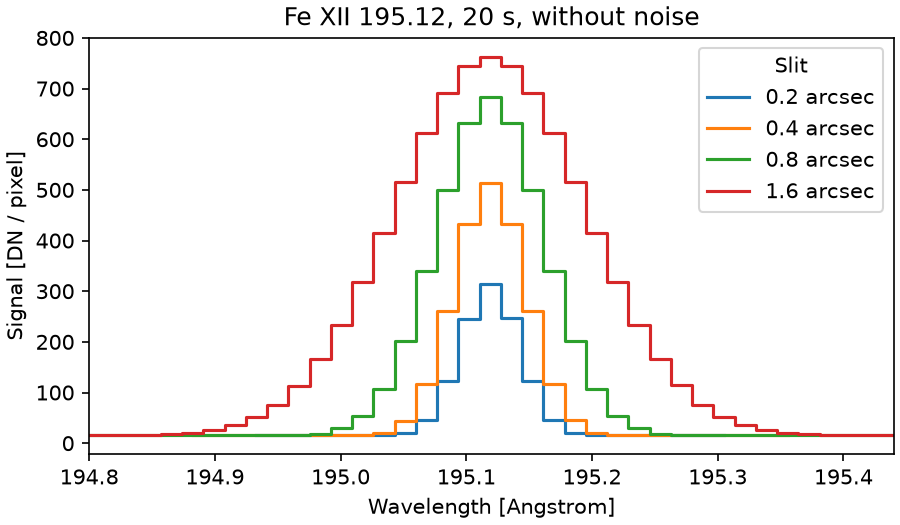 Fe XII 195.12, 20 s, without noise
Signal [DN / pixel]
800
700
600
500
400
300
200
100
0
Slit
0.2 arcsec
0.4 arcsec
0.8 arcsec
1.6 arcsec
194.8 194.9 195.0 195.1 195.2 195.3 195.4
Wavelength [Angstrom]